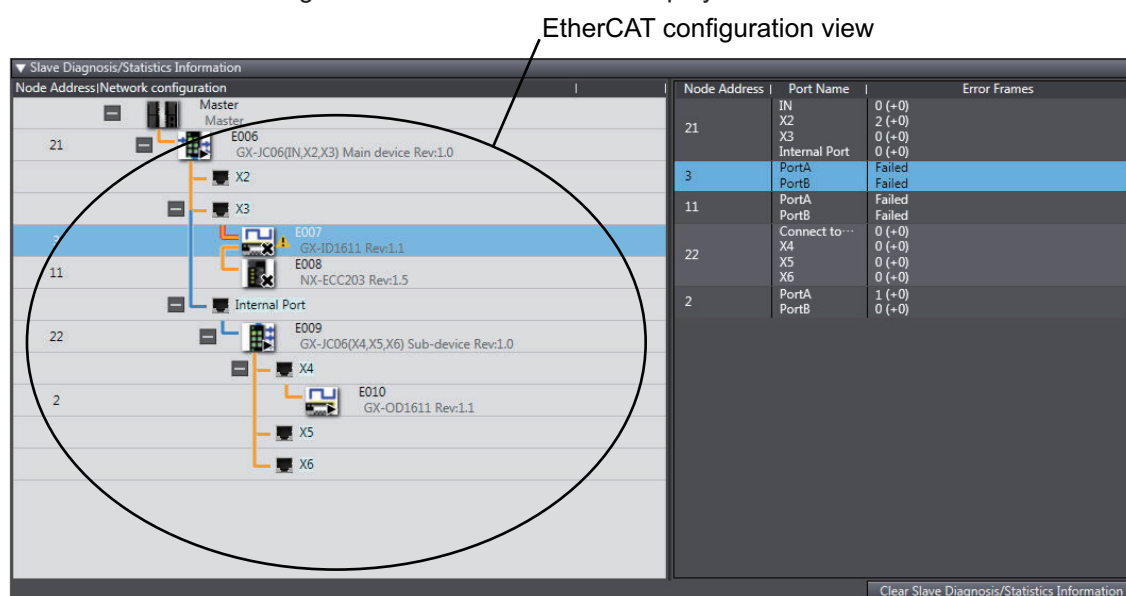 EtherCAT configuration view
▼ Slave Diagnosis/Statistics Information
Node Address|Network configuration
Master
Master
21
E006
GX-JC06(IN,X2,X3) Main device Rev:1.0
X2
X3
3
E007
GX-ID1611 Rev:1.1
11
E008
NX-ECC203 Rev:1.5
Internal Port
22
E009
GX-JC06(X4,X5,X6) Sub-device Rev:1.0
X4
2
E010
GX-OD1611 Rev:1.1
X5
X6
Node Address | Port Name | Error Frames
21
IN 0 (+0)
X2 2 (+0)
X3 0 (+0)
Internal Port 0 (+0)
3
PortA Failed
PortB Failed
11
PortA Failed
PortB Failed
22
Connect to··· 0 (+0)
X4 0 (+0)
X5 0 (+0)
X6 0 (+0)
2
PortA 1 (+0)
PortB 0 (+0)
Clear Slave Diagnosis/Statistics Information